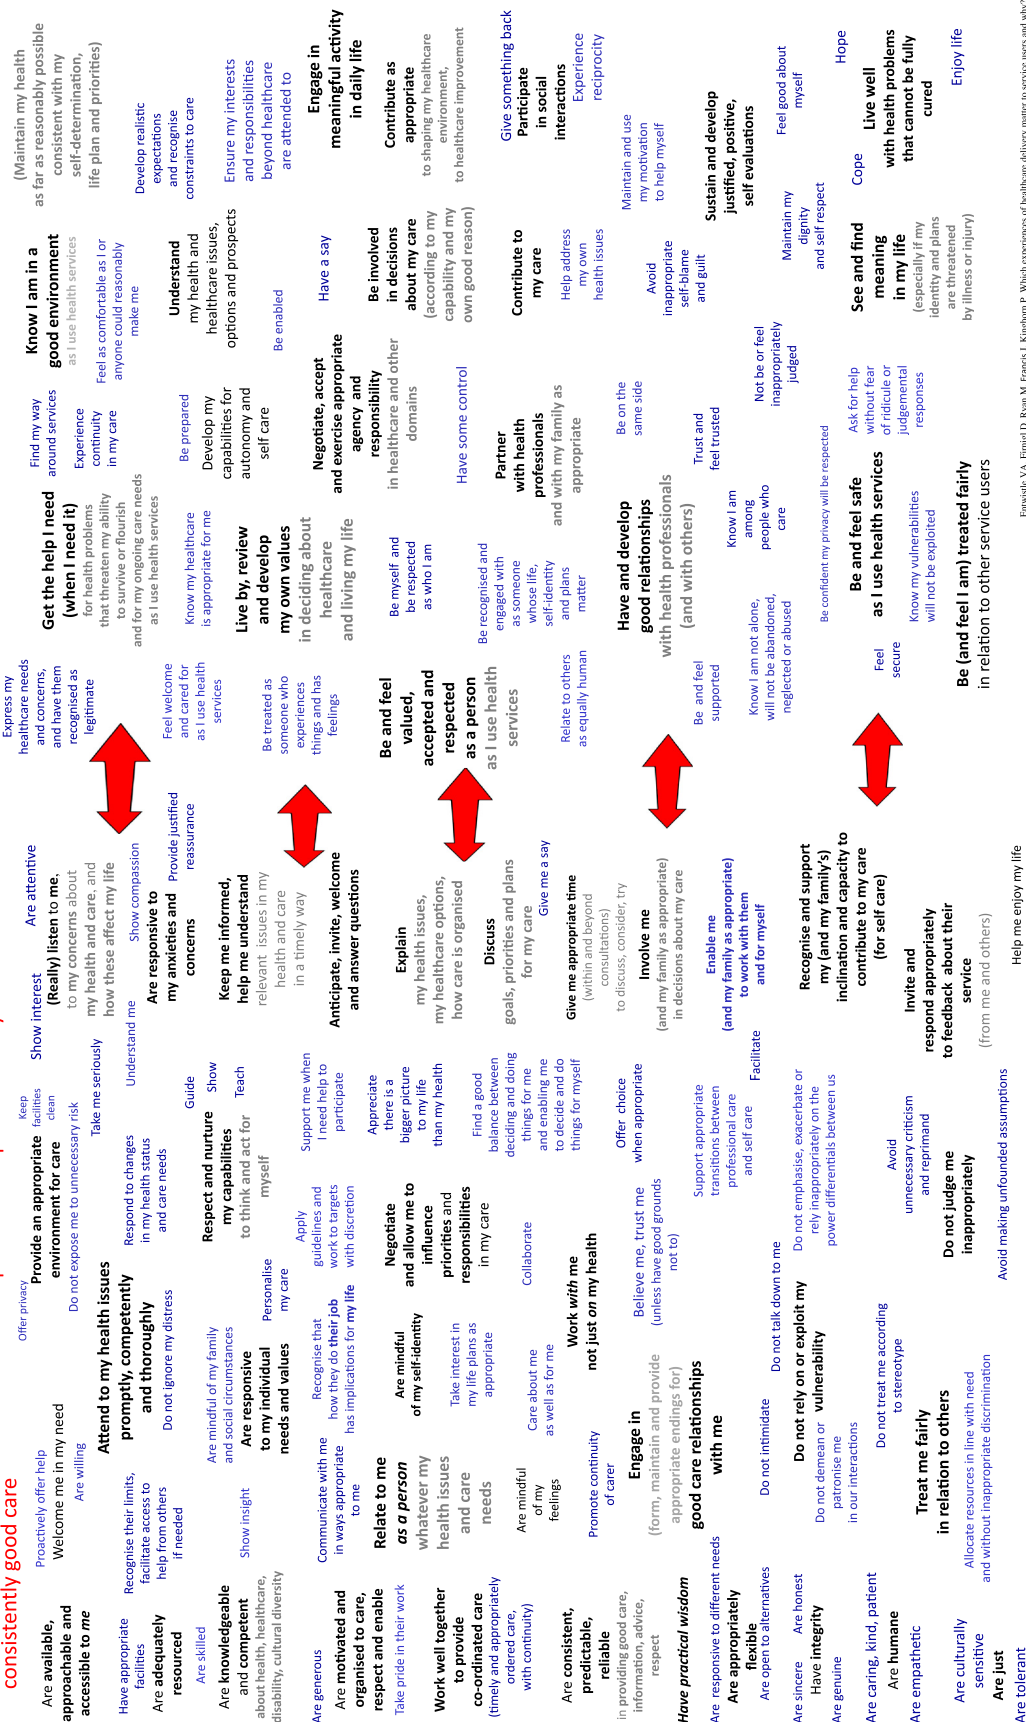 consistently good care
Are available,
approachable and
accessible to me
Have appropriate
facilities
Are adequately
resourced
Are skilled
Are knowledgeable
and competent
about health, healthcare,
disability, cultural diversity
Are generous
Are motivated and
organised to care,
respect and enable
Take pride in their work
Work well together
to provide
co-ordinated care
(timely and appropriately
ordered care,
with continuity)
Are consistent,
predictable,
reliable
in providing good care,
information, advice,
respect
Have practical wisdom
Are responsive to different needs
Are appropriately
flexible
Are open to alternatives
Are sincere
Are honest
Have integrity
Are genuine
Are caring, kind, patient
Are humane
Are empathetic
Are culturally
sensitive
Are just
Are tolerant
Proactively offer help
Welcome me in my need
Are willing
Recognise their limits,
facilitate access to
help from others
if needed
Show insight
Communicate with me
in ways appropriate
to me
Relate to me
as a person
whatever my
health issues
and care
needs
Are mindful
of my
feelings
Promote continuity
of carer
Engage in
(form, maintain and provide
appropriate endings for)
good care relationships
with me
Do not intimidate
Do not rely on or exploit my
vulnerability
Do not demean or
patronise me
in our interactions
Do not treat me according
to stereotype
Treat me fairly
in relation to others
Allocate resources in line with need
and without inappropriate discrimination
Offer privacy
Provide an appropriate
environment for care
Keep
facilities
clean
Do not expose me to unnecessary risk
Attend to my health issues
promptly, competently
and thoroughly
Do not ignore my distress
Respond to changes
in my health status
and care needs
Are mindful of my family
and social circumstances
Are responsive
to my individual
needs and values
Personalise
my care
Respect and nurture
my capabilities
to think and act for
myself
Recognise that
how they do their job
has implications for my life
Apply
guidelines and
work to targets
with discretion
Are mindful
of my self-identity
Negotiate
and allow me to
influence
priorities and
responsibilities
in my care
Take interest in
my life plans as
appropriate
Care about me
as well as for me
Collaborate
Work with me
not just on my health
Believe me, trust me
(unless have good grounds
not to)
Do not talk down to me
Do not emphasise, exacerbate or
rely inappropriately on the
power differentials between us
Avoid
unnecessary criticism
and reprimand
Do not judge me
inappropriately
Avoid making unfounded assumptions
Show interest
Are attentive
(Really) listen to me,
to my concerns about
my health and care, and
how these affect my life
Take me seriously
Understand me
Show compassion
Are responsive to
my anxieties and
concerns
Provide justified
reassurance
Guide
Show
Teach
Keep me informed,
help me understand
relevant issues in my
health and care
in a timely way
Support me when
I need help to
participate
Anticipate, invite, welcome
and answer questions
Appreciate
there is a
bigger picture
to my life
than my health
Explain
my health issues,
my healthcare options,
how care is organised
Find a good
balance between
deciding and doing
things for me
and enabling me
to decide and do
things for myself
Discuss
goals, priorities and plans
for my care
Give me a say
Give me appropriate time
(within and beyond
consultations)
to discuss, consider, try
Offer choice
when appropriate
Involve me
(and my family as appropriate)
in decisions about my care
Support appropriate
transitions between
professional care
and self care
Enable me
(and my family as appropriate)
to work with them
and for myself
Facilitate
Recognise and support
my (and my family's)
inclination and capacity to
contribute to my care
(for self care)
Invite and
respond appropriately
to feedback about their
service
(from me and others)
Help me enjoy my life
Express my
healthcare needs
and concerns,
and have them
recognised as
legitimate
Get the help I need
(when I need it)
for health problems
that threaten my ability
to survive or flourish
and for my ongoing care needs
as I use health services
Feel welcome
and cared for
as I use health
services
Know my healthcare
is appropriate for me
Be treated as
someone who
experiences
things and has
feelings
Live by, review
and develop
my own values
in deciding about
healthcare
and living my life
Be and feel
valued,
accepted and
respected
as a person
as I use health
services
Be myself and
be respected
as who I am
Be recognised and
engaged with
as someone
whose life,
self-identity
and plans
matter
Relate to others
as equally human
Have and develop
good relationships
with health professionals
(and with others)
Be and feel
supported
Know I am
among
people who
care
Know I am not alone,
will not be abandoned,
neglected or abused
Be confident my privacy will be respected
Be and feel safe
as I use health services
Feel
secure
Know my vulnerabilities
will not be exploited
Be (and feel I am) treated fairly
in relation to other service users
Find my way
around services
Experience
continuity
in my care
Know I am in a
good environment
as I use health services
Feel as comfortable as I or
anyone could reasonably
make me
Be prepared
Develop my
capabilities for
autonomy and
self care
Understand
my health and
healthcare issues,
options and prospects
Be enabled
Negotiate, accept
and exercise appropriate
agency and
responsibility
in healthcare and other
domains
Have a say
Be involved
in decisions
about my care
(according to my
capability and my
own good reason)
Have some control
Partner
with health
professionals
and with my family as
appropriate
Contribute to
my care
Help address
my own
health issues
Be on the
same side
Trust and
feel trusted
Avoid
inappropriate
self-blame
and guilt
Not be or feel
inappropriately
judged
Maintain my
dignity
and self respect
Ask for help
without fear
of ridicule or
judgemental
responses
See and find
meaning
in my life
(especially if my
identity and plans
are threatened
by illness or injury)
(Maintain my health
as far as reasonably possible
consistent with my
self-determination,
life plan and priorities)
Develop realistic
expectations
and recognise
constraints to care
Ensure my interests
and responsibilities
beyond healthcare
are attended to
Engage in
meaningful activity
in daily life
Contribute as
appropriate
to shaping my healthcare
environment,
to healthcare improvement
Give something back
Participate
in social
interactions
Experience
reciprocity
Maintain and use
my motivation
to help myself
Sustain and develop
justified, positive,
self evaluations
Feel good about
myself
Hope
Cope
Live well
with health problems
that cannot be fully
cured
Enjoy life
Entwistle VA, Firnigl D, Ryan M, Francis J, Kinghorn P. Which experiences of healthcare delivery matter to service users and why?